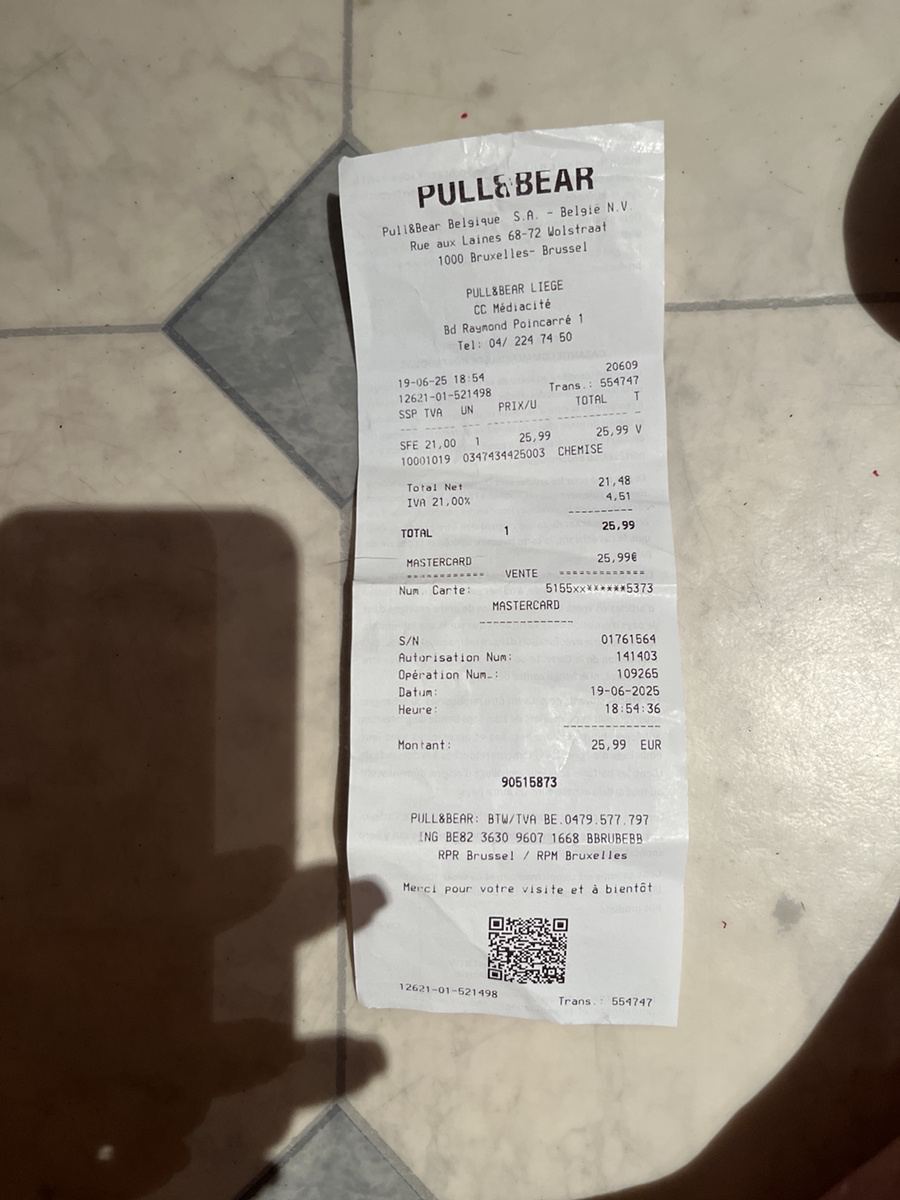 PULL&BEAR
Pull&Bear Belgique S.A. - België N.V.
Rue aux Laines 68-72 Wolstraat
1000 Bruxelles- Brussel
PULL&BEAR LIEGE
CC Médiacité
Bd Raymond Poincarré 1
Tel: 04/ 224 74 50
20609
19-06-25 18:54
12621-01-521498 Trans.: 554747
SSP TVA UN PRIX/U TOTAL T
SFE 21,00 1 25,99 25,99 V
10001019 0347434425003 CHEMISE
Total Net 21,48
IVA 21,00% 4,51
----------
TOTAL 1 25,99
MASTERCARD 25,99€
=========== VENTE ============
Num. Carte: 5155xx******5373
MASTERCARD
-------------
S/N 01761564
Autorisation Num: 141403
Opération Num.: 109265
Datum: 19-06-2025
Heure: 18:54:36
-------------
Montant: 25,99 EUR
90515873
PULL&BEAR: BTW/TVA BE.0479.577.797
ING BE82 3630 9607 1668 BBRUBEBB
RPR Brussel / RPM Bruxelles
Merci pour votre visite et à bientôt
12621-01-521498 Trans.: 554747